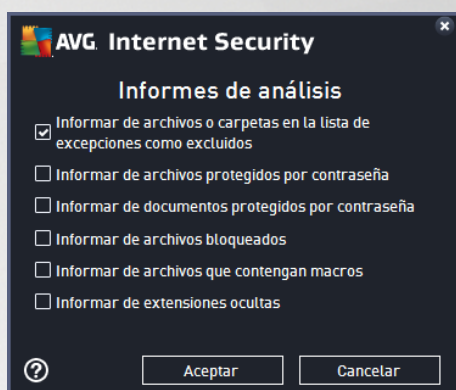 AVG. Internet Security
Informes de análisis
Informar de archivos o carpetas en la lista de
excepciones como excluidos
Informar de archivos protegidos por contraseña
Informar de documentos protegidos por contraseña
Informar de archivos bloqueados
Informar de archivos que contengan macros
Informar de extensiones ocultas
?
Aceptar
Cancelar